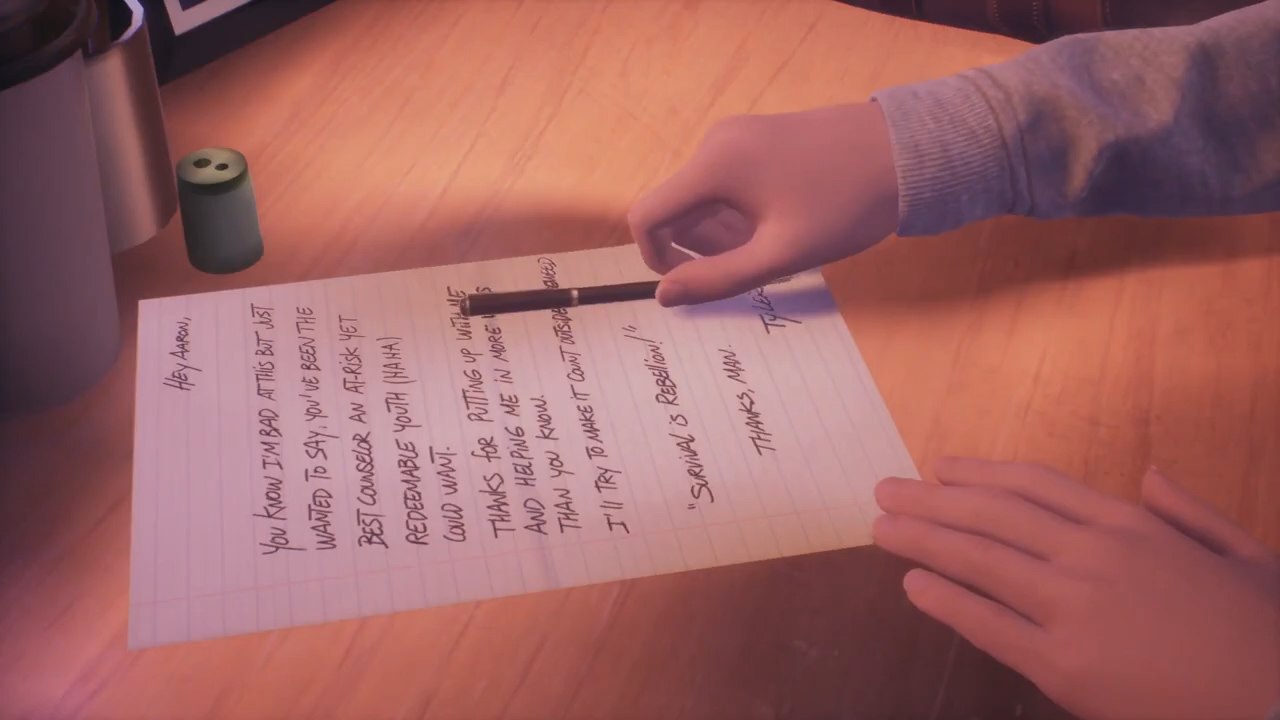 Hey Aaron,
You know I'm bad at this but just
wanted to say, you've been the
best counselor an at-risk yet
redeemable youth (haha)
could want.
Thanks for putting up with me
and helping me in more
than you know.
I'll try to make it count outside
"Survival is Rebellion!"
Thanks, man.
Tyler